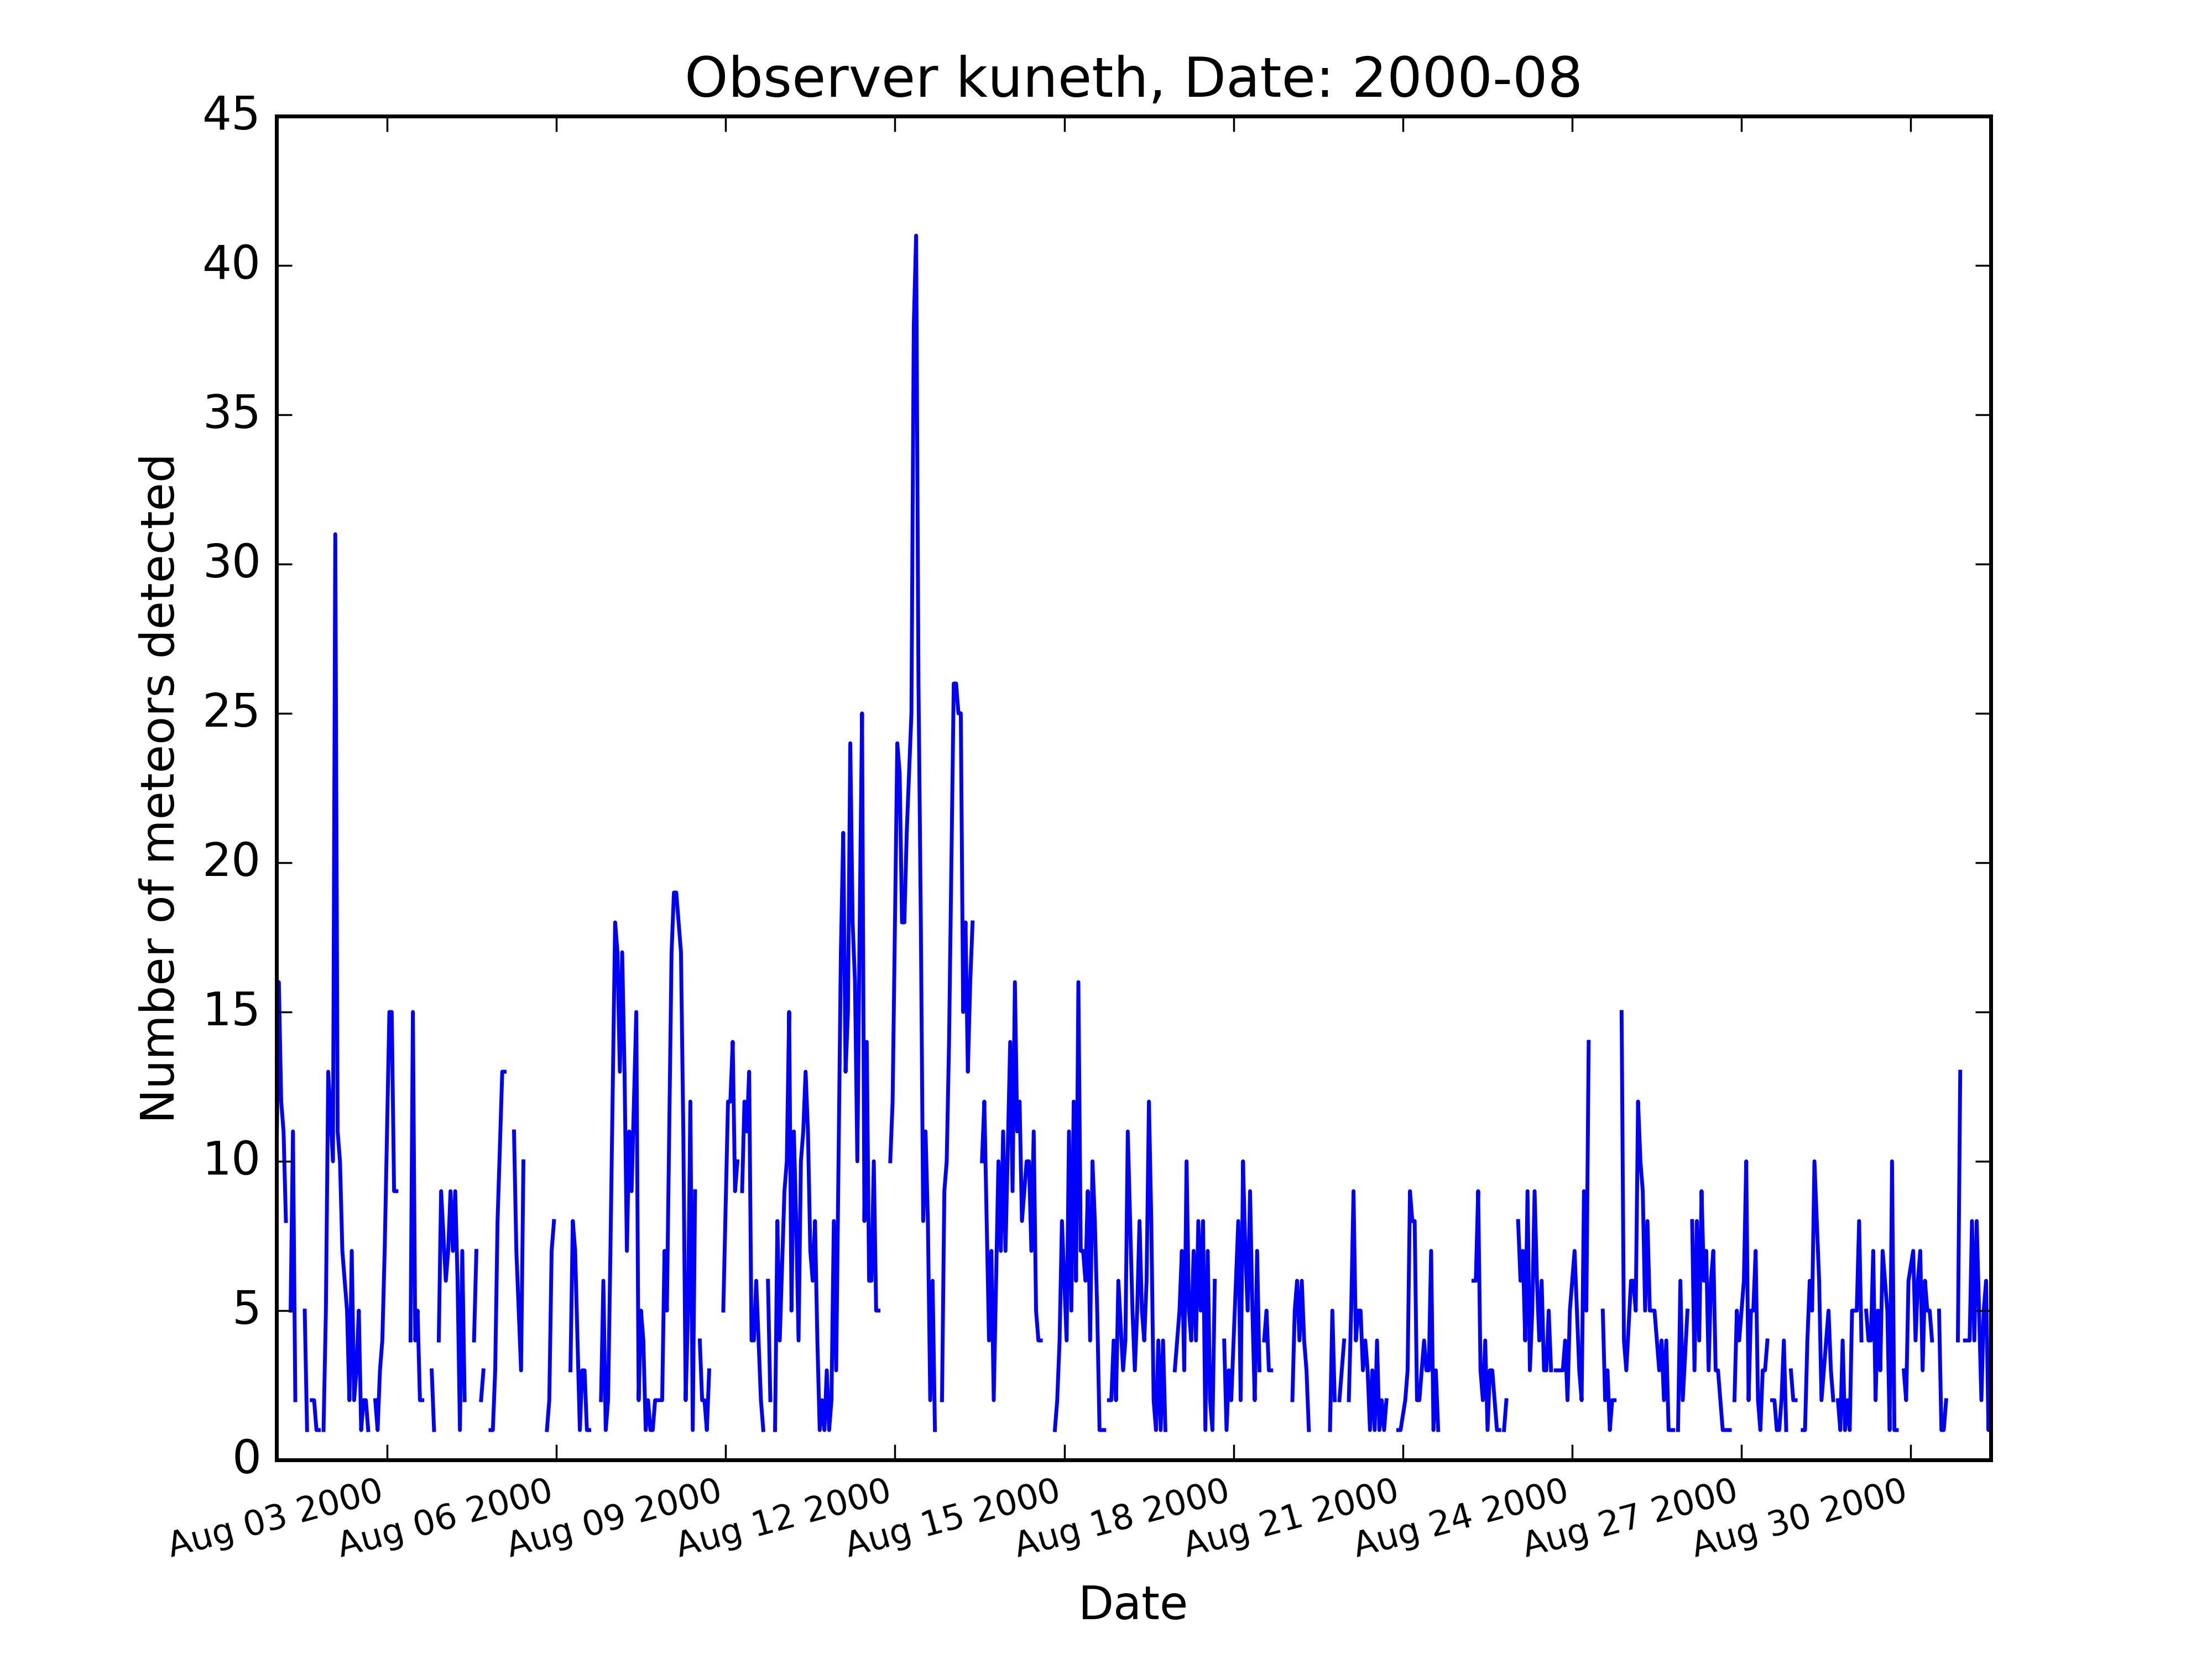 Observer kuneth, Date: 2000-08
Number of meteors detected
45
40
35
30
25
20
15
10
5
0
Aug 03 2000
Aug 06 2000
Aug 09 2000
Aug 12 2000
Aug 15 2000
Aug 18 2000
Aug 21 2000
Aug 24 2000
Aug 27 2000
Aug 30 2000
Date